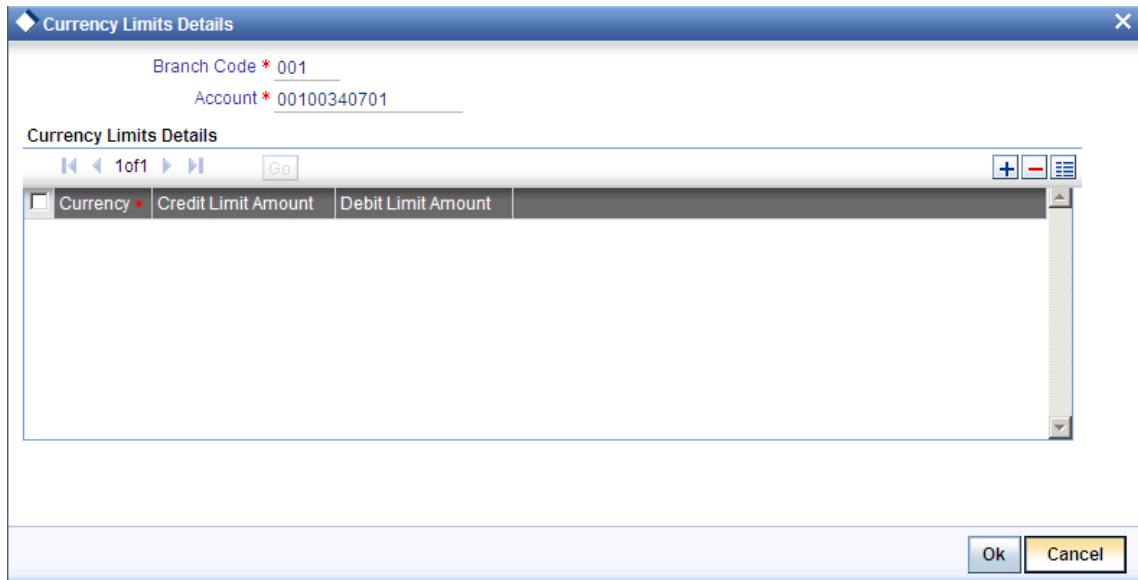 Currency Limits Details
Branch Code * 001
Account * 00100340701
Currency Limits Details
1of1 Go
Currency * Credit Limit Amount Debit Limit Amount
Ok Cancel